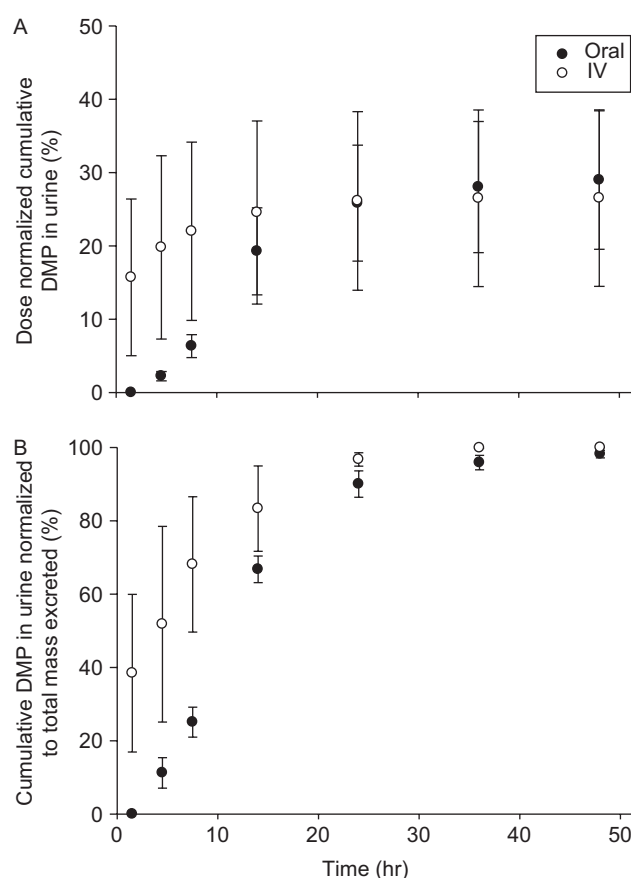 A
50
40
30
20
10
0
Dose normalized cumulative
DMP in urine (%)
Oral
IV
B
100
80
60
40
20
0
Cumulative DMP in urine normalized
to total mass excreted (%)
0 10 20 30 40 50
Time (hr)